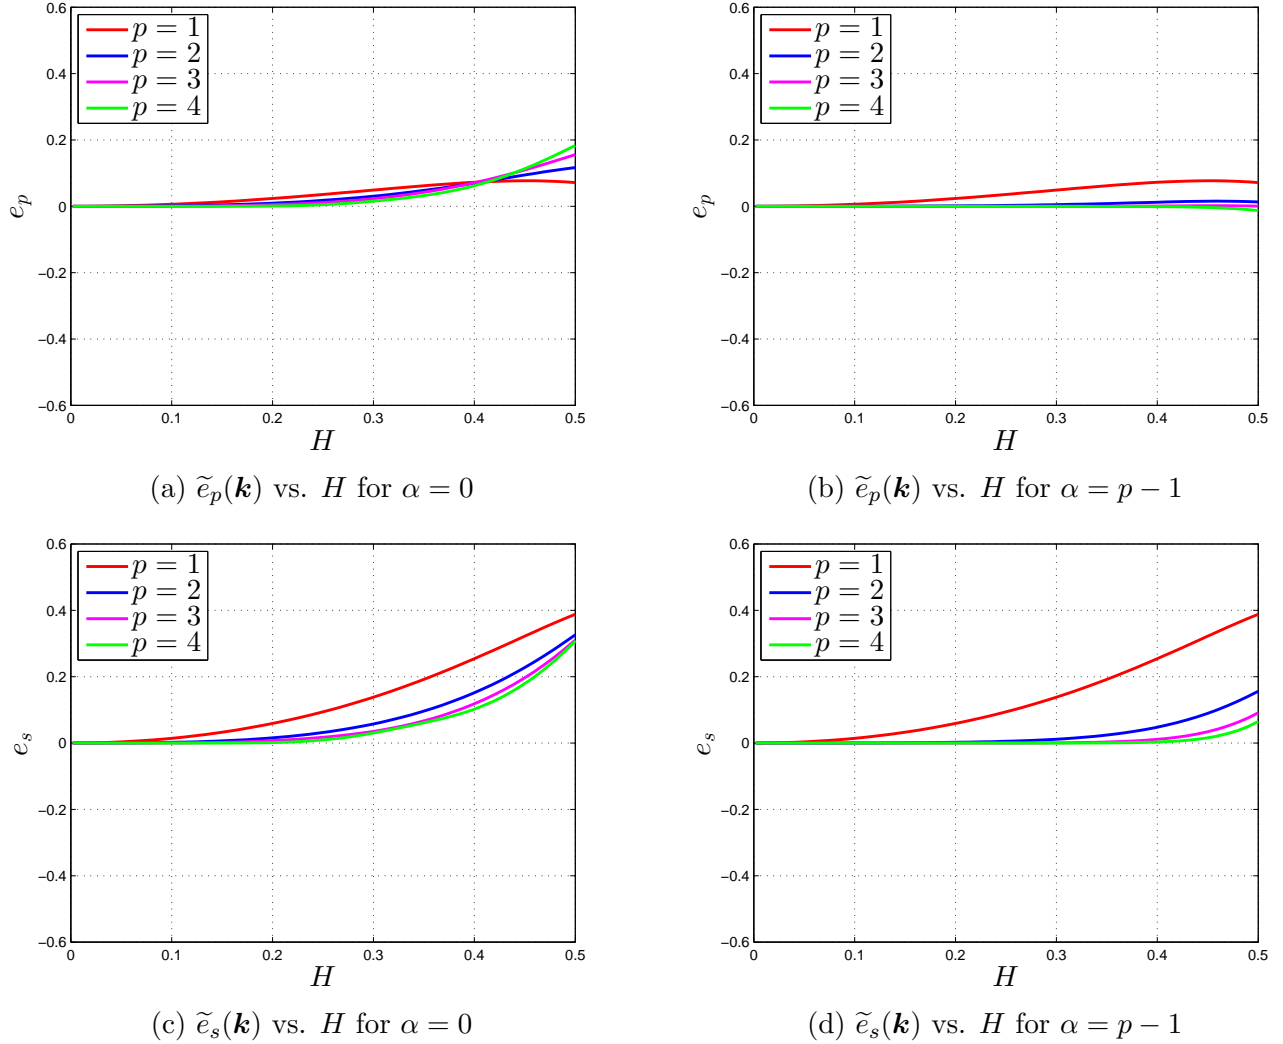 0.6
0.4
0.2
0
−0.2
−0.4
−0.6
e_p
p = 1
p = 2
p = 3
p = 4
0 0.1 0.2 0.3 0.4 0.5
H
(a) ẽ_p(k) vs. H for α = 0
0.6
0.4
0.2
0
−0.2
−0.4
−0.6
e_p
p = 1
p = 2
p = 3
p = 4
0 0.1 0.2 0.3 0.4 0.5
H
(b) ẽ_p(k) vs. H for α = p − 1
0.6
0.4
0.2
0
−0.2
−0.4
−0.6
e_s
p = 1
p = 2
p = 3
p = 4
0 0.1 0.2 0.3 0.4 0.5
H
(c) ẽ_s(k) vs. H for α = 0
0.6
0.4
0.2
0
−0.2
−0.4
−0.6
e_s
p = 1
p = 2
p = 3
p = 4
0 0.1 0.2 0.3 0.4 0.5
H
(d) ẽ_s(k) vs. H for α = p − 1